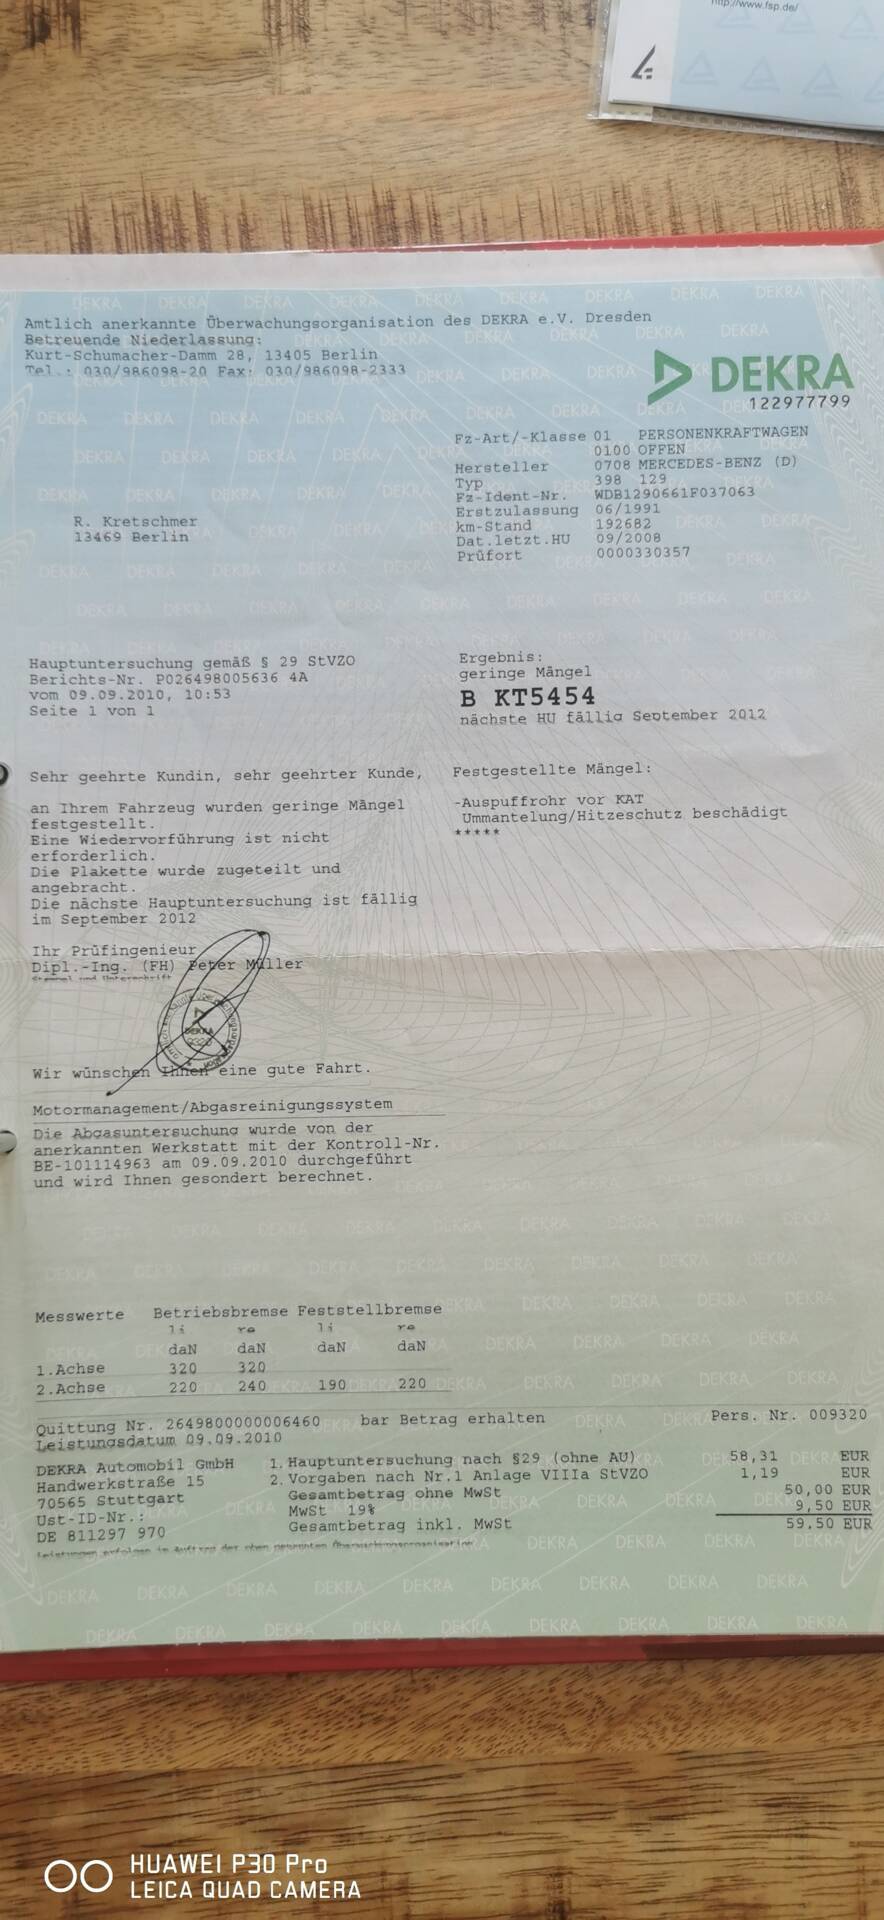 http://www.fsp.de/
Amtlich anerkannte Überwachungsorganisation des DEKRA e.V. Dresden
Betreuende Niederlassung:
Kurt-Schumacher-Damm 28, 13405 Berlin
Tel.: 030/986098-20 Fax: 030/986098-2333
DEKRA
122977799
Fz-Art/-Klasse 01 PERSONENKRAFTWAGEN
0100 OFFEN
Hersteller 0708 MERCEDES-BENZ (D)
Typ 398 129
Fz-Ident-Nr. WDB1290661F037063
Erstzulassung 06/1991
km-Stand 192682
Dat.letzt.HU 09/2008
Prüfort 0000330357
R. Kretschmer
13469 Berlin
Hauptuntersuchung gemäß § 29 StVZO
Berichts-Nr. P026498005636 4A
vom 09.09.2010, 10:53
Seite 1 von 1
Ergebnis:
geringe Mängel
B KT5454
nächste HU fällig September 2012
Sehr geehrte Kundin, sehr geehrter Kunde,
an Ihrem Fahrzeug wurden geringe Mängel
festgestellt.
Eine Wiedervorführung ist nicht
erforderlich.
Die Plakette wurde zugeteilt und
angebracht.
Die nächste Hauptuntersuchung ist fällig
im September 2012
Festgestellte Mängel:
-Auspuffrohr vor KAT
Ummantelung/Hitzeschutz beschädigt
*****
Ihr Prüfingenieur
Dipl.-Ing. (FH) Peter Müller
Stempel und Unterschrift
DEKRA
Wir wünschen Ihnen eine gute Fahrt.
Motormanagement/Abgasreinigungssystem
Die Abgasuntersuchung wurde von der
anerkannten Werkstatt mit der Kontroll-Nr.
BE-101114963 am 09.09.2010 durchgeführt
und wird Ihnen gesondert berechnet.
Messwerte Betriebsbremse Feststellbremse
li re li re
daN daN daN daN
1.Achse 320 320
2.Achse 220 240 190 220
Quittung Nr. 2649800000006460 bar Betrag erhalten Pers. Nr. 009320
Leistungsdatum 09.09.2010
DEKRA Automobil GmbH
Handwerkstraße 15
70565 Stuttgart
Ust-ID-Nr.:
DE 811297 970
1. Hauptuntersuchung nach §29 (ohne AU) 58,31 EUR
2. Vorgaben nach Nr.1 Anlage VIIIa StVZO 1,19 EUR
Gesamtbetrag ohne MwSt 50,00 EUR
MwSt 19% 9,50 EUR
Gesamtbetrag inkl. MwSt 59,50 EUR
Leistungen erfolgen im Auftrag der oben genannten Überwachungsorganisation
HUAWEI P30 Pro
LEICA QUAD CAMERA